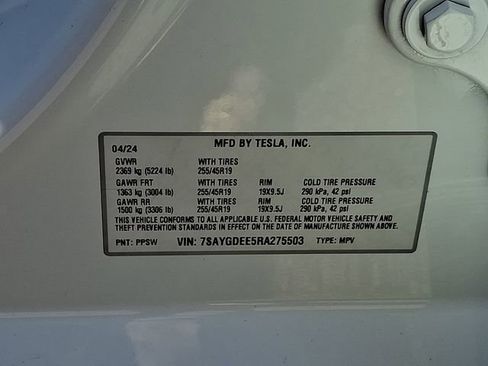 04/24 MFD BY TESLA, INC.
GVWR WITH TIRES
2369 kg (5224 lb) 255/45R19
GAWR FRT WITH TIRES RIM COLD TIRE PRESSURE
1363 kg (3004 lb) 255/45R19 19X9.5J 290 kPa, 42 psi
GAWR RR WITH TIRES RIM COLD TIRE PRESSURE
1500 kg (3306 lb) 255/45R19 19X9.5J 290 kPa, 42 psi
THIS VEHICLE CONFORMS TO ALL APPLICABLE U.S. FEDERAL MOTOR VEHICLE SAFETY AND
THEFT PREVENTION STANDARDS IN EFFECT ON THE DATE OF MANUFACTURE SHOWN ABOVE.
PNT: PPSW VIN: 7SAYGDEE5RA275503 TYPE: MPV